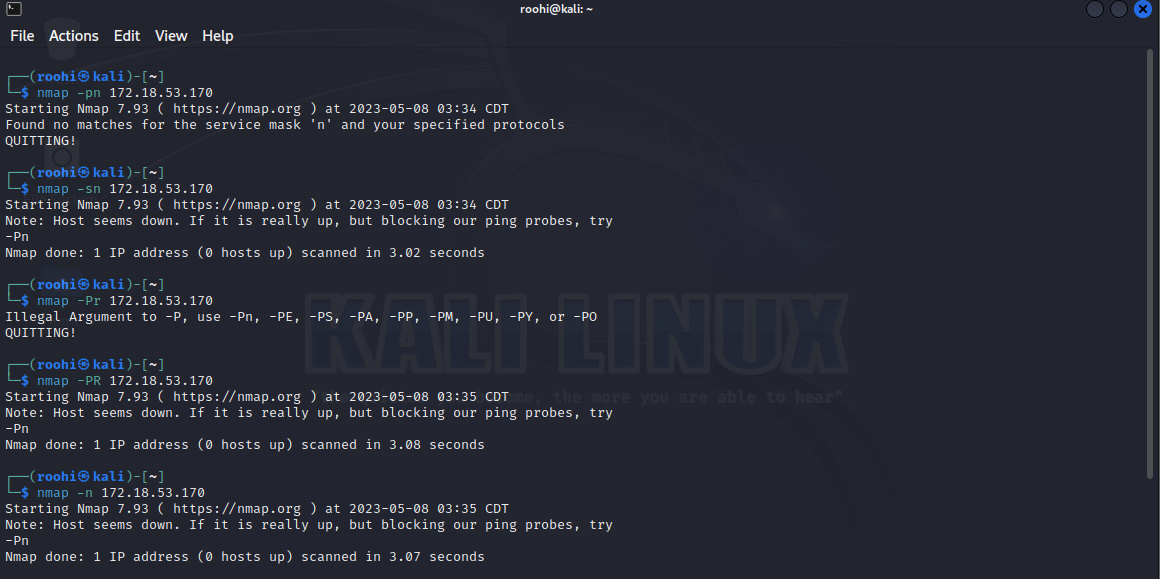 roohi@kali: ~
File Actions Edit View Help
┌──(roohi㉿kali)-[~]
└─$ nmap -pn 172.18.53.170
Starting Nmap 7.93 ( https://nmap.org ) at 2023-05-08 03:34 CDT
Found no matches for the service mask 'n' and your specified protocols
QUITTING!
┌──(roohi㉿kali)-[~]
└─$ nmap -sn 172.18.53.170
Starting Nmap 7.93 ( https://nmap.org ) at 2023-05-08 03:34 CDT
Note: Host seems down. If it is really up, but blocking our ping probes, try
-Pn
Nmap done: 1 IP address (0 hosts up) scanned in 3.02 seconds
┌──(roohi㉿kali)-[~]
└─$ nmap -Pr 172.18.53.170
Illegal Argument to -P, use -Pn, -PE, -PS, -PA, -PP, -PM, -PU, -PY, or -PO
QUITTING!
┌──(roohi㉿kali)-[~]
└─$ nmap -PR 172.18.53.170
Starting Nmap 7.93 ( https://nmap.org ) at 2023-05-08 03:35 CDT
Note: Host seems down. If it is really up, but blocking our ping probes, try
-Pn
Nmap done: 1 IP address (0 hosts up) scanned in 3.08 seconds
┌──(roohi㉿kali)-[~]
└─$ nmap -n 172.18.53.170
Starting Nmap 7.93 ( https://nmap.org ) at 2023-05-08 03:35 CDT
Note: Host seems down. If it is really up, but blocking our ping probes, try
-Pn
Nmap done: 1 IP address (0 hosts up) scanned in 3.07 seconds
KALI LINUX
the more you are able to hear"